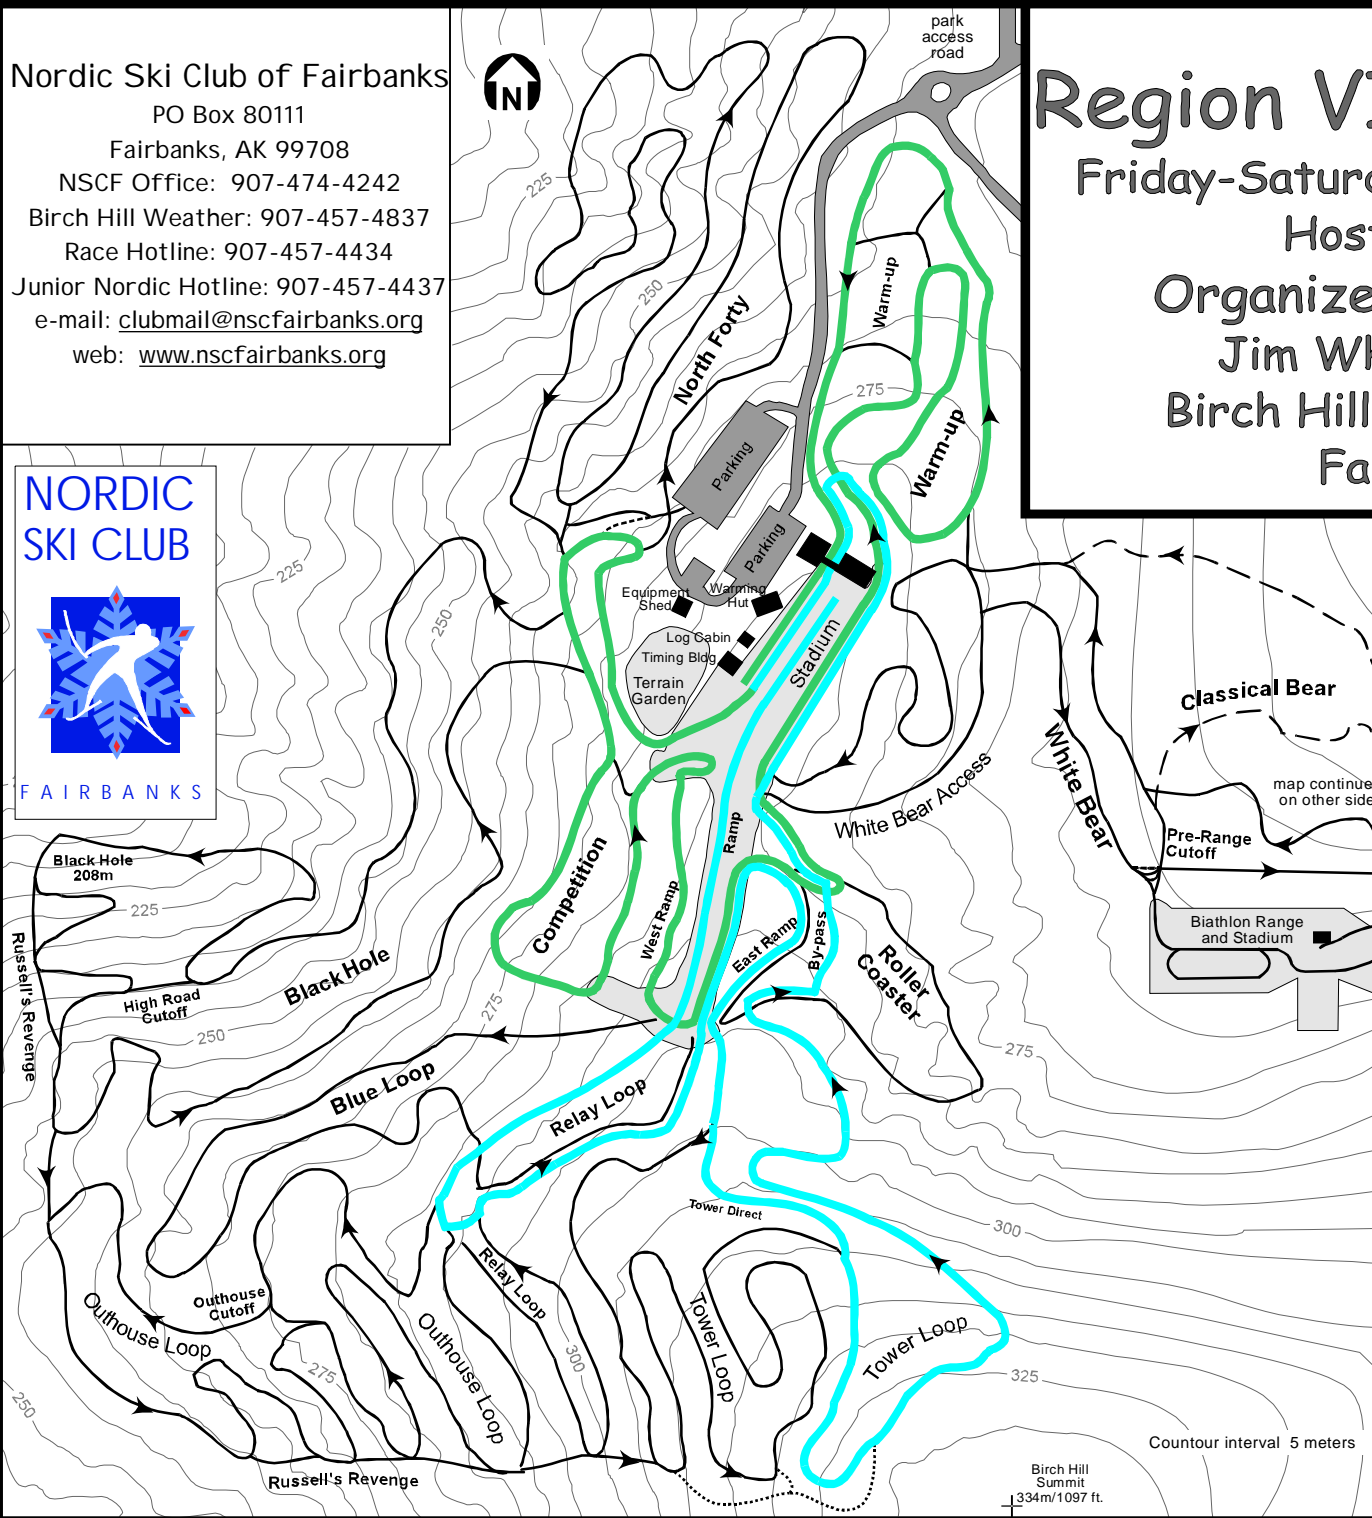 Nordic Ski Club of Fairbanks
PO Box 80111
Fairbanks, AK 99708
NSCF Office: 907-474-4242
Birch Hill Weather: 907-457-4837
Race Hotline: 907-457-4434
Junior Nordic Hotline: 907-457-4437
e-mail: clubmail@nscfairbanks.org
web: www.nscfairbanks.org
N
park
access
road
Region V
Friday-Satur
Hos
Organize
Jim W
Birch Hill
Fa
NORDIC
SKI CLUB
FAIRBANKS
225
250
North Forty
Warm-up
275
Warm-up
Parking
Parking
Equipment
Shed
Warming
Hut
Log Cabin
Timing Bldg
Terrain
Garden
Stadium
225
250
Classical Bear
White Bear
White Bear Access
map continue
on other side
Pre-Range
Cutoff
Ramp
Competition
West Ramp
East Ramp
By-pass
Roller
Coaster
Biathlon Range
and Stadium
Black Hole
208m
225
Russell's Revenge
High Road
Cutoff
Black Hole
250
275
275
Blue Loop
Relay Loop
Tower Direct
300
Relay Loop
Outhouse
Cutoff
Outhouse Loop
Outhouse Loop
Tower Loop
Tower Loop
275
300
325
250
Russell's Revenge
Countour interval 5 meters
Birch Hill
Summit
334m/1097 ft.